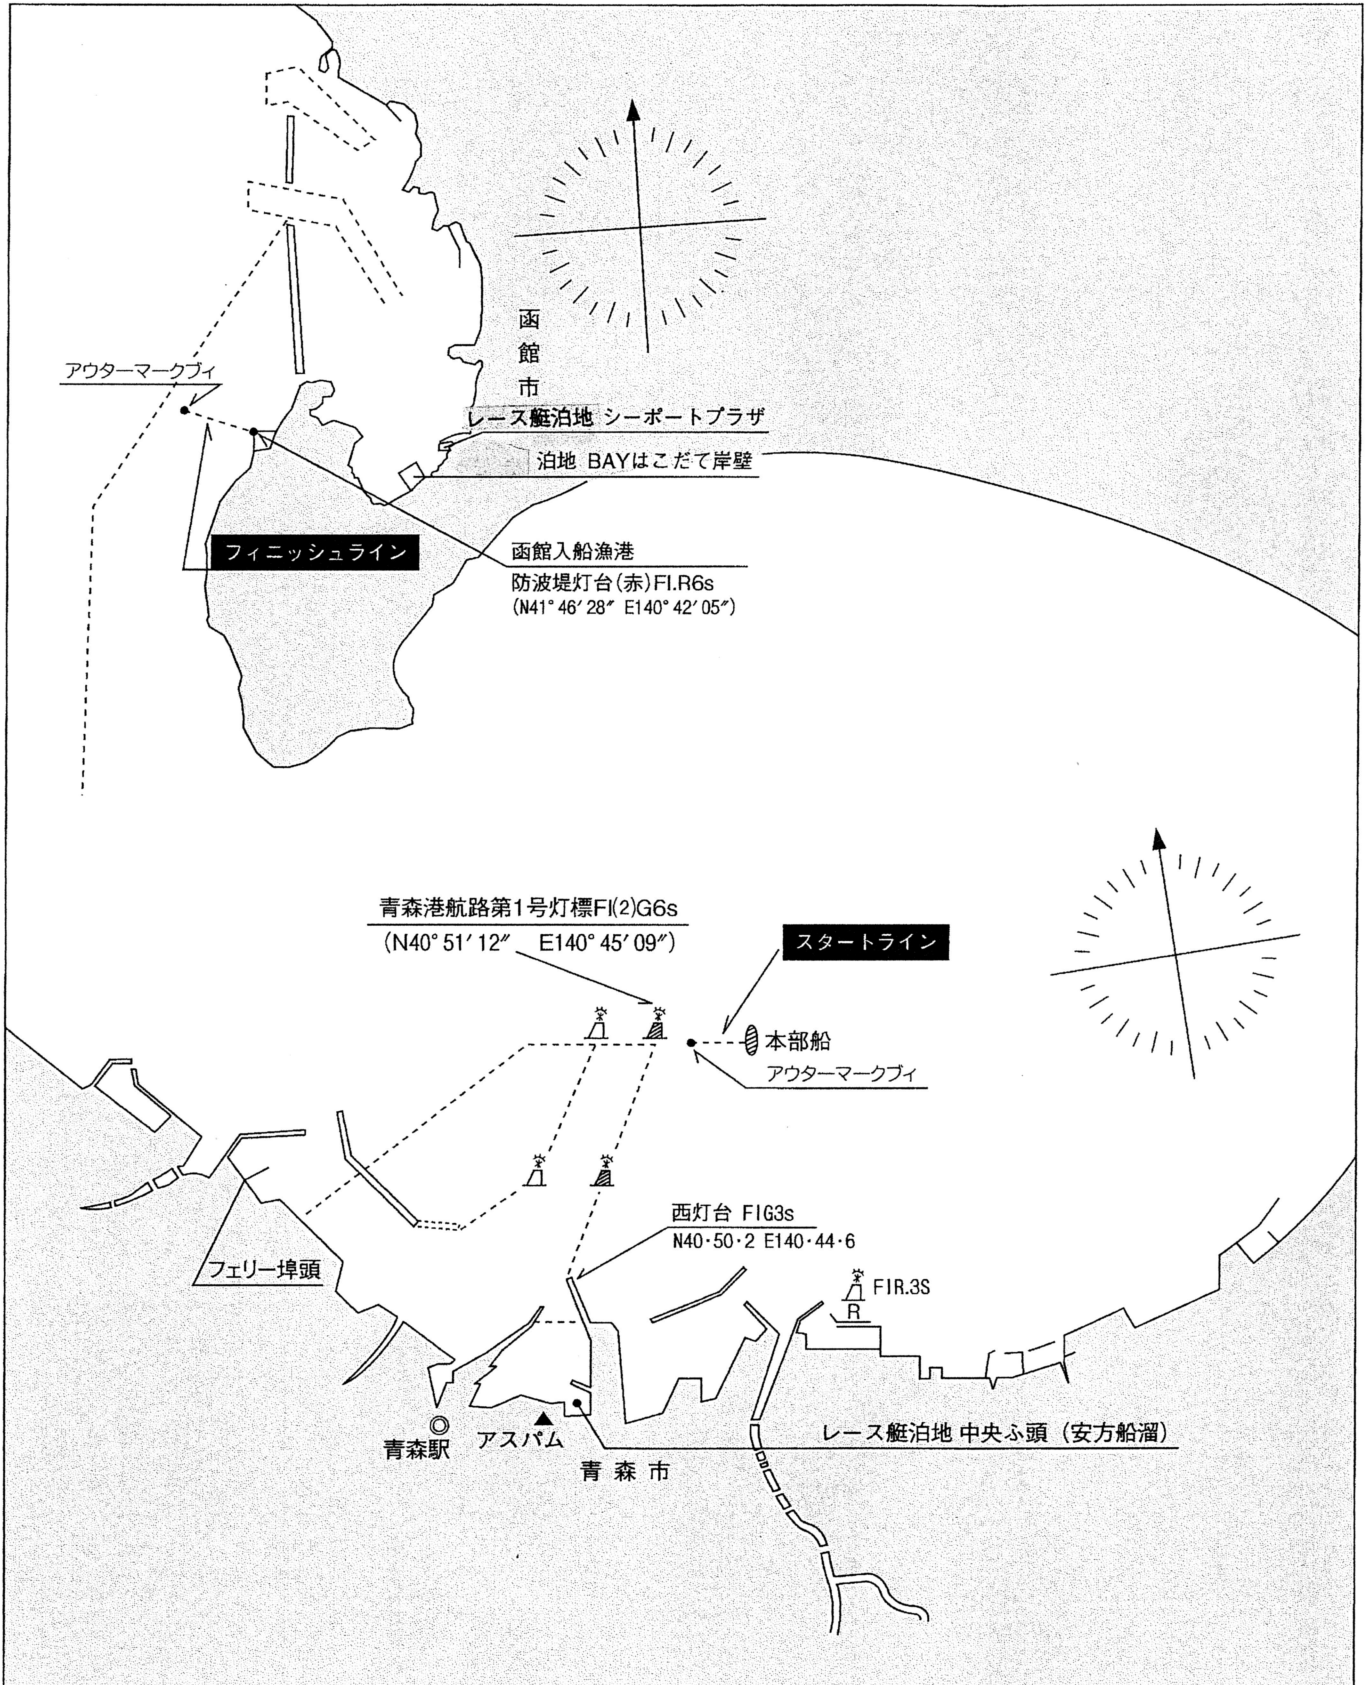 函
館
市
アウターマークブイ
レース艇泊地 シーポートプラザ
泊地 BAYはこだて岸壁
フィニッシュライン
函館入船漁港
防波堤灯台(赤)Fl.R6s
(N41°46′28″ E140°42′05″)
青森港航路第1号灯標Fl(2)G6s
(N40°51′12″ E140°45′09″)
スタートライン
本部船
アウターマークブイ
西灯台 FlG3s
N40·50·2 E140·44·6
フェリー埠頭
FlR.3S
R
青森駅
アスパム
レース艇泊地 中央ふ頭(安方船溜)
青森市